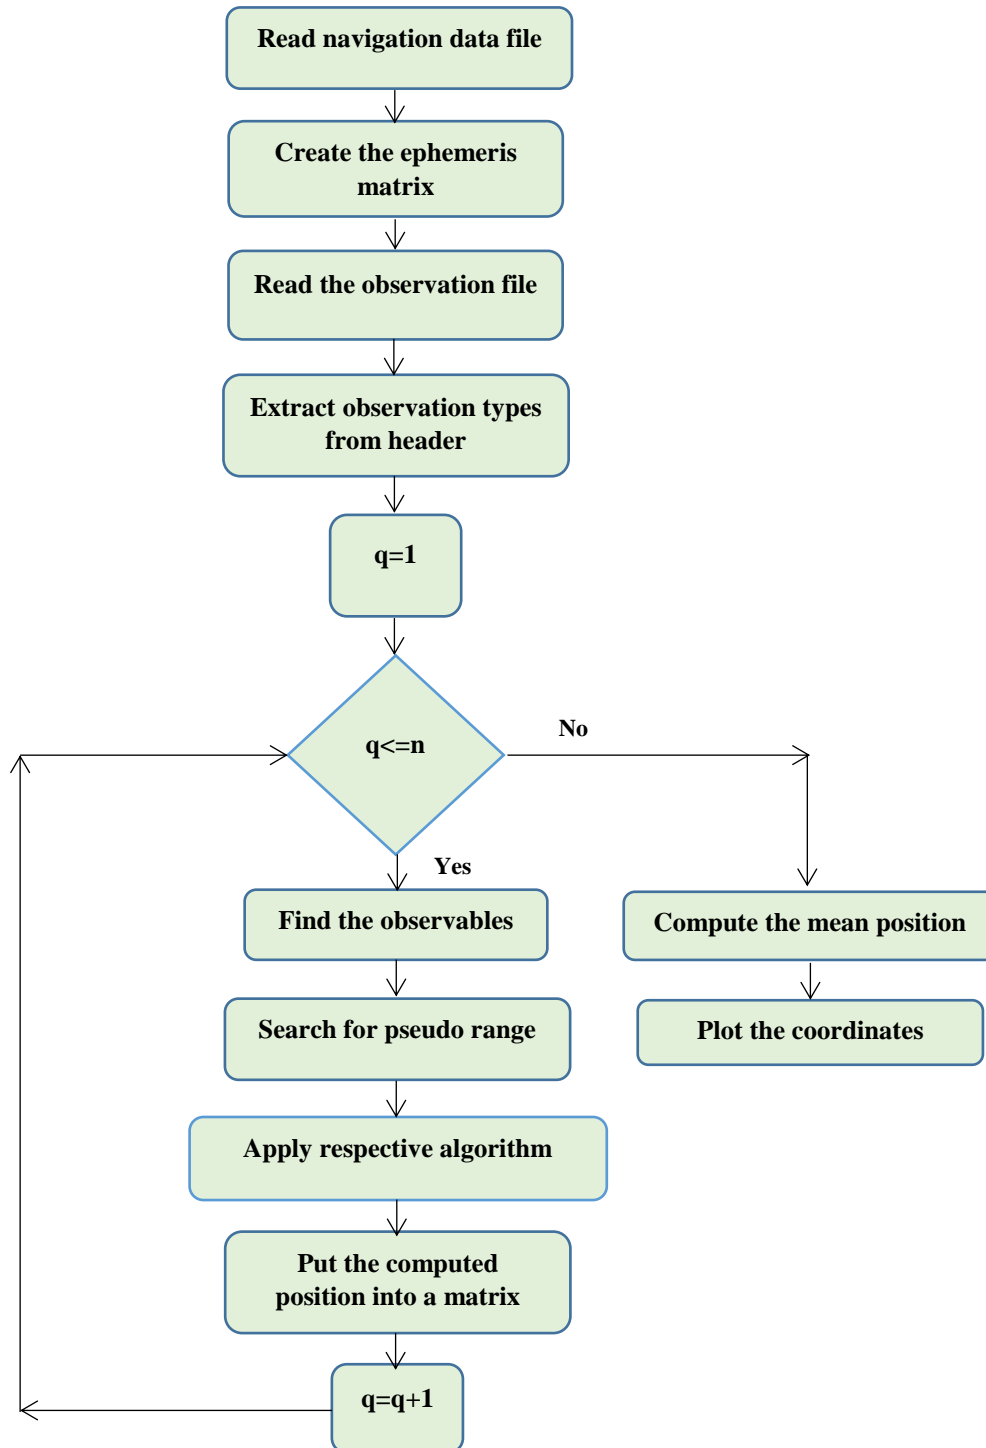 Read navigation data file
Create the ephemeris
matrix
Read the observation file
Extract observation types
from header
q=1
q<=n
No
Yes
Find the observables
Search for pseudo range
Apply respective algorithm
Put the computed
position into a matrix
q=q+1
Compute the mean position
Plot the coordinates